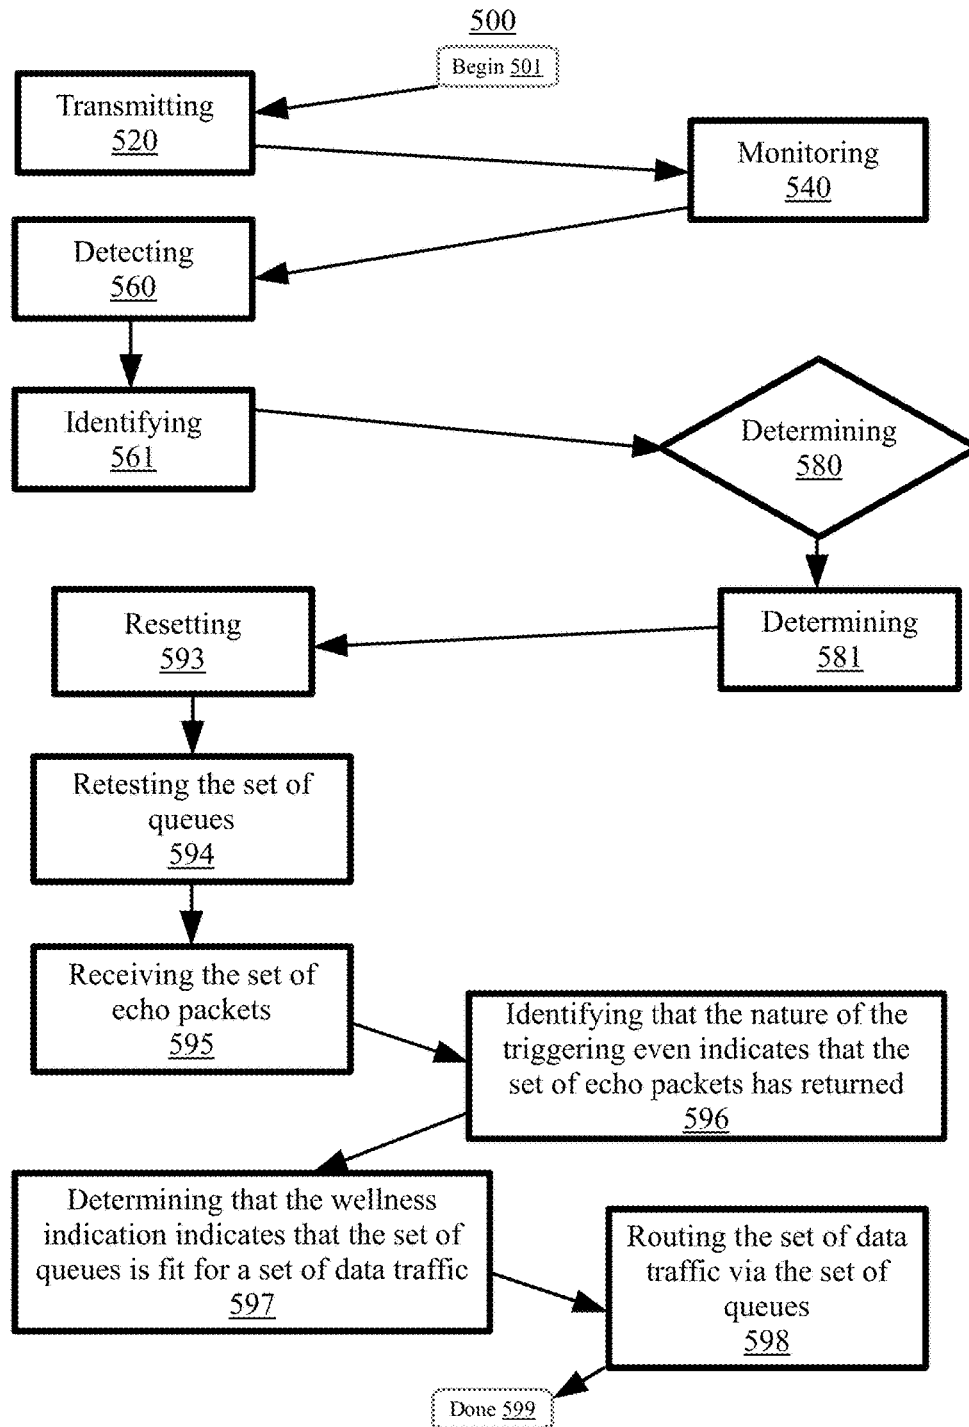 500
Begin 501
Transmitting
520
Monitoring
540
Detecting
560
Identifying
561
Determining
580
Determining
581
Resetting
593
Retesting the set of
queues
594
Receiving the set of
echo packets
595
Identifying that the nature of the
triggering even indicates that the
set of echo packets has returned
596
Determining that the wellness
indication indicates that the set of
queues is fit for a set of data traffic
597
Routing the set of data
traffic via the set of
queues
598
Done 599